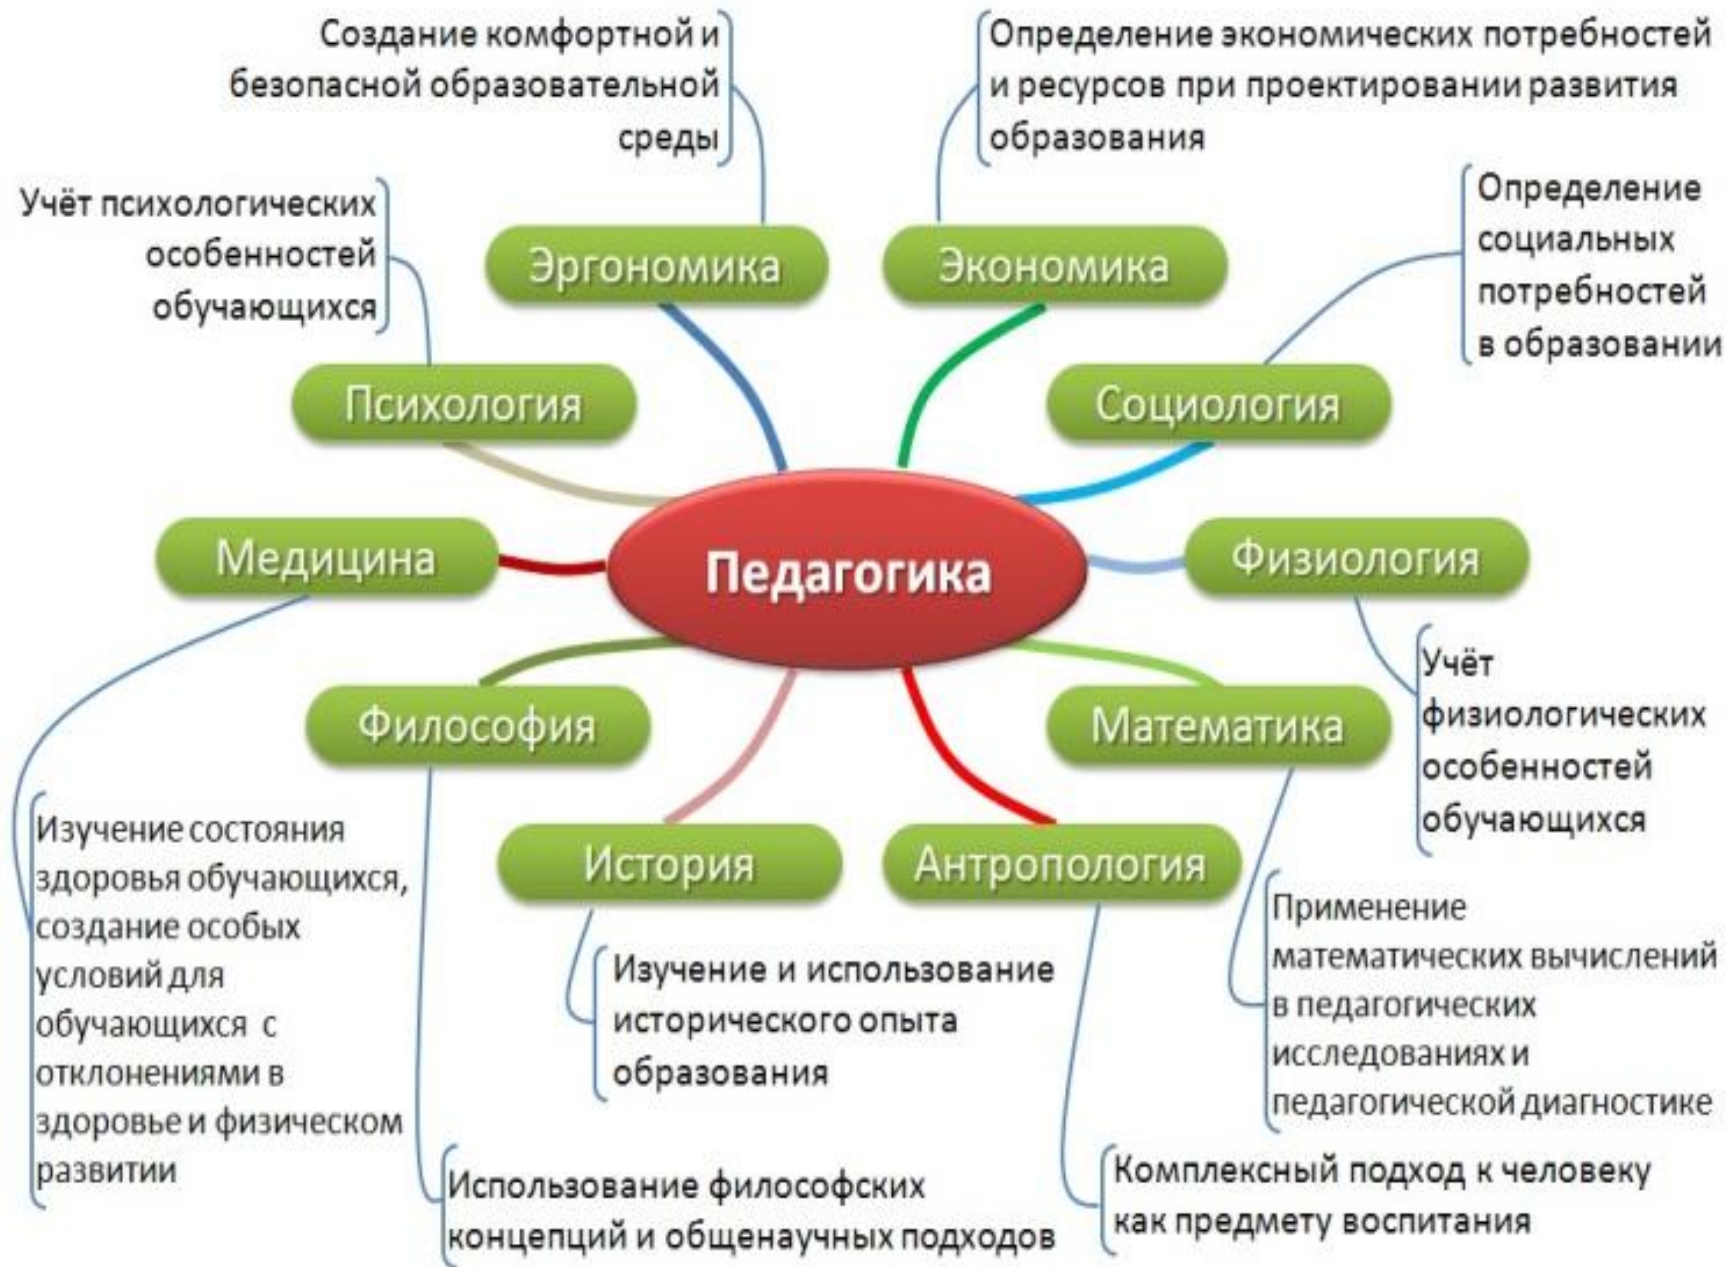 Создание комфортной и
безопасной образовательной
среды
Определение экономических потребностей
и ресурсов при проектировании развития
образования
Учёт психологических
особенностей
обучающихся
Определение
социальных
потребностей
в образовании
Эргономика
Экономика
Психология
Социология
Медицина
Педагогика
Физиология
Учёт
физиологических
особенностей
обучающихся
Философия
Математика
Изучение состояния
здоровья обучающихся,
создание особых
условий для
обучающихся с
отклонениями в
здоровье и физическом
развитии
История
Антропология
Применение
математических вычислений
в педагогических
исследованиях и
педагогической диагностике
Изучение и использование
исторического опыта
образования
Использование философских
концепций и общенаучных подходов
Комплексный подход к человеку
как предмету воспитания